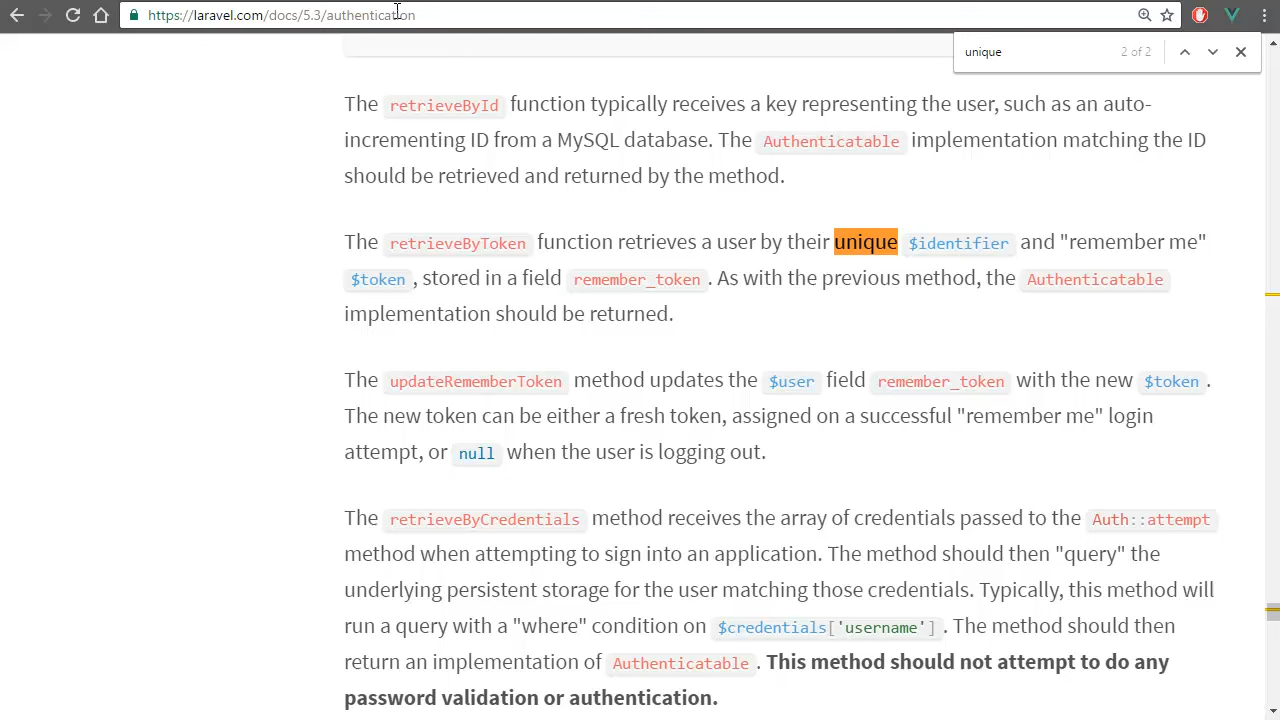 https://laravel.com/docs/5.3/authentication
unique 2 of 2
The retrieveById function typically receives a key representing the user, such as an auto-
incrementing ID from a MySQL database. The Authenticatable implementation matching the ID
should be retrieved and returned by the method.
The retrieveByToken function retrieves a user by their unique $identifier and "remember me"
$token, stored in a field remember_token. As with the previous method, the Authenticatable
implementation should be returned.
The updateRememberToken method updates the $user field remember_token with the new $token.
The new token can be either a fresh token, assigned on a successful "remember me" login
attempt, or null when the user is logging out.
The retrieveByCredentials method receives the array of credentials passed to the Auth::attempt
method when attempting to sign into an application. The method should then "query" the
underlying persistent storage for the user matching those credentials. Typically, this method will
run a query with a "where" condition on $credentials['username']. The method should then
return an implementation of Authenticatable. This method should not attempt to do any
password validation or authentication.